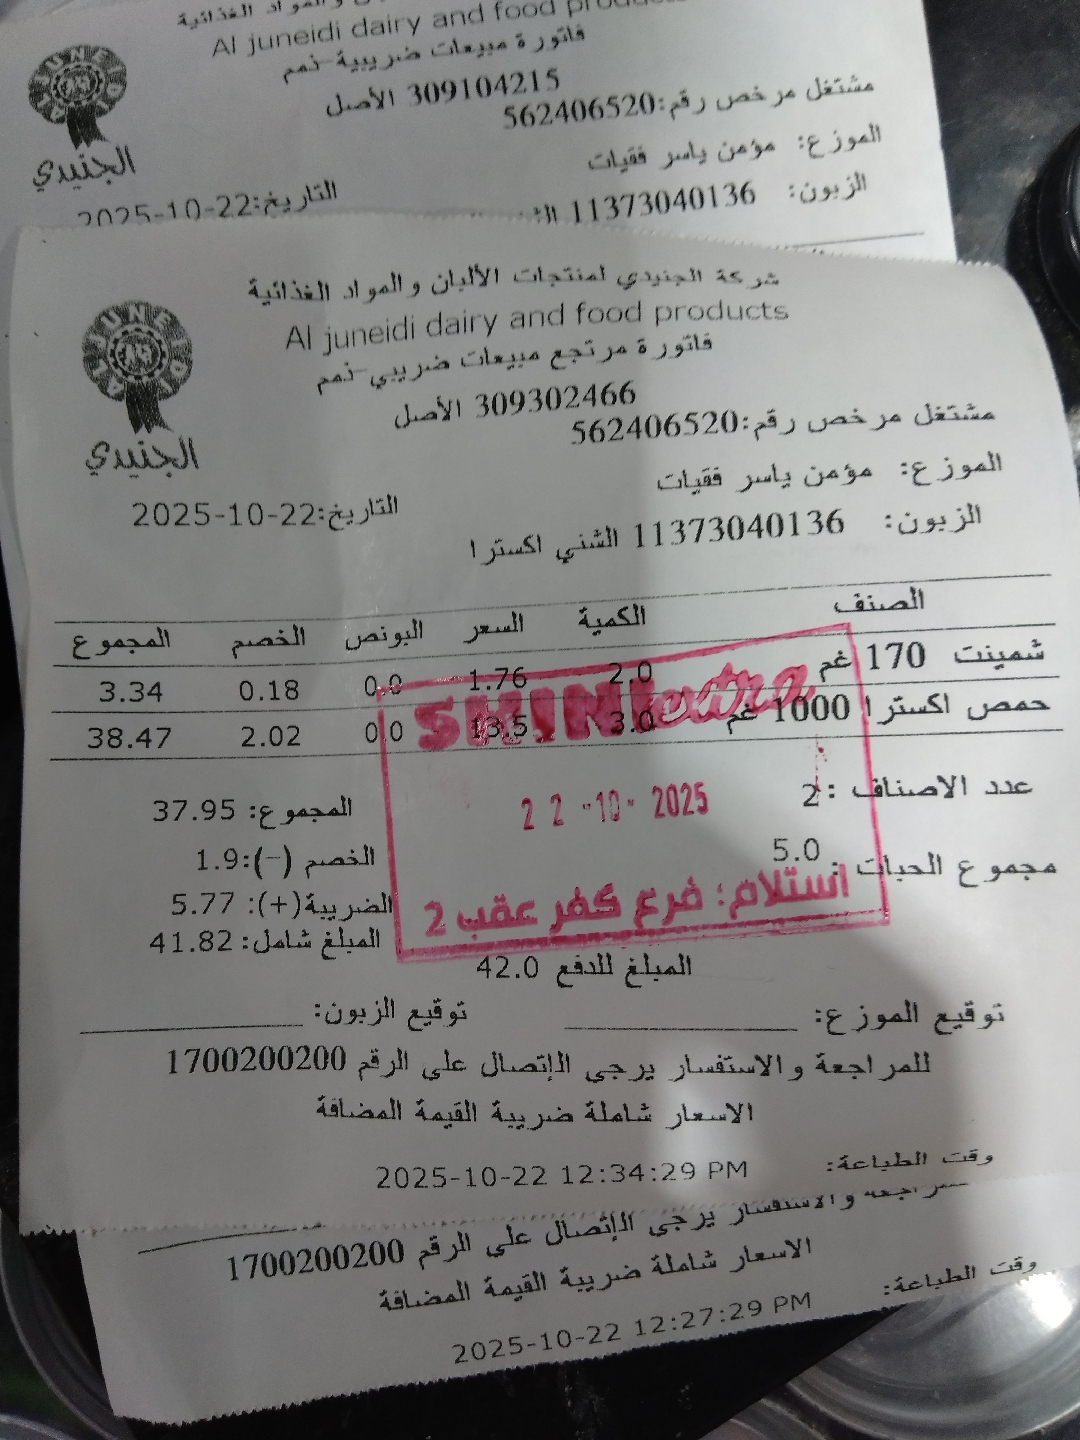 Al juneidi dairy and food products
فاتورة مبيعات ضريبية-ذمم
309104215 الأصل
مشتغل مرخص رقم:562406520
الموزع: مؤمن ياسر فقيات
الزبون: 11373040136
التاريخ:2025-10-22
الجنيدي
شركة الجنيدي لمنتجات الألبان والمواد الغذائية
Al juneidi dairy and food products
فاتورة مرتجع مبيعات ضريبي-ذمم
309302466 الأصل
مشتغل مرخص رقم:562406520
الجنيدي
الموزع: مؤمن ياسر فقيات
التاريخ:2025-10-22
الزبون: 11373040136 الشني اكسترا
الصنف الكمية السعر البونص الخصم المجموع
شمينت 170 غم 2.0 1.76 0.0 0.18 3.34
حمص اكسترا 1000 غم 3.0 13.5 0.0 2.02 38.47
SHINI extra
22-10-2025
استلام: فرع كفر عقب 2
عدد الاصناف : 2
المجموع: 37.95
مجموع الحبات : 5.0
الخصم (-):1.9
الضريبة(+): 5.77
المبلغ شامل: 41.82
المبلغ للدفع 42.0
توقيع الموزع: توقيع الزبون:
للمراجعة والاستفسار يرجى الإتصال على الرقم 1700200200
الاسعار شاملة ضريبة القيمة المضافة
وقت الطباعة: 2025-10-22 12:34:29 PM
والاستفسار يرجى الإتصال على الرقم 1700200200
الاسعار شاملة ضريبة القيمة المضافة
وقت الطباعة: 2025-10-22 12:27:29 PM